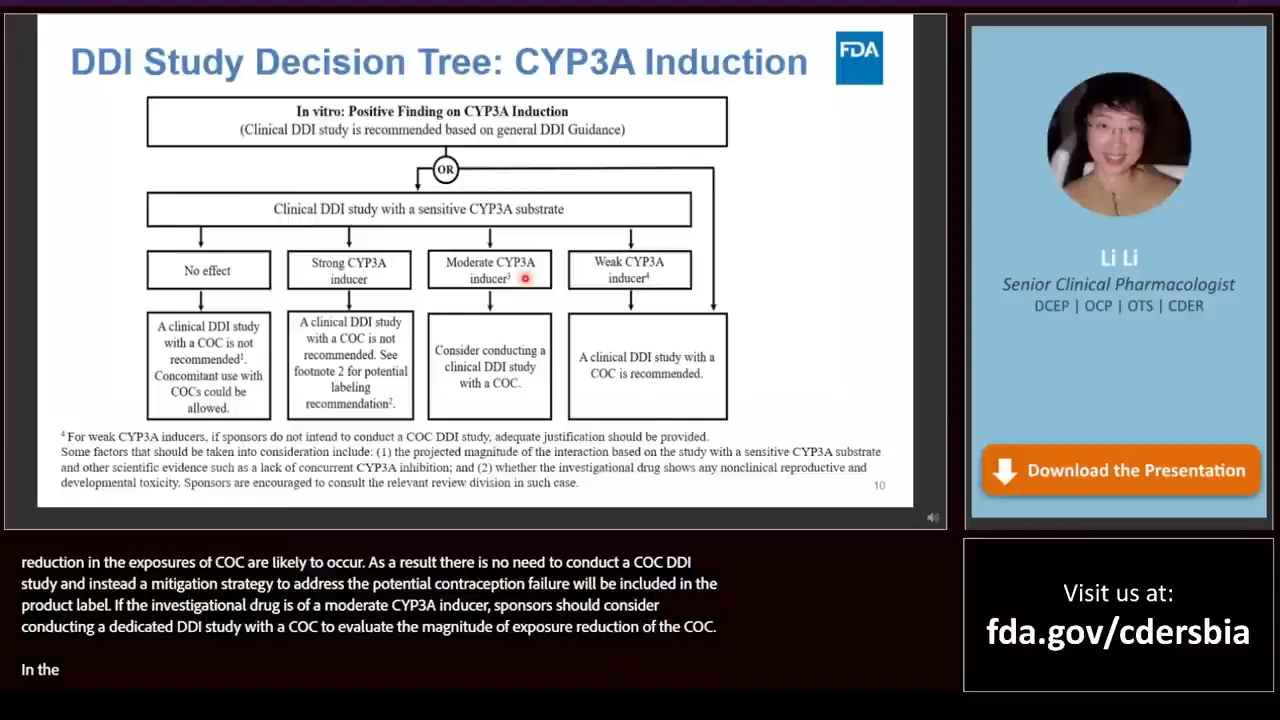 DDI Study Decision Tree: CYP3A Induction
FDA
In vitro: Positive Finding on CYP3A Induction
(Clinical DDI study is recommended based on general DDI Guidance)
OR
Clinical DDI study with a sensitive CYP3A substrate
No effect
Strong CYP3A
inducer
Moderate CYP3A
inducer³
Weak CYP3A
inducer⁴
A clinical DDI study
with a COC is not
recommended¹.
Concomitant use with
COCs could be
allowed.
A clinical DDI study
with a COC is not
recommended. See
footnote 2 for potential
labeling
recommendation².
Consider conducting a
clinical DDI study
with a COC.
A clinical DDI study with a
COC is recommended.
⁴ For weak CYP3A inducers, if sponsors do not intend to conduct a COC DDI study, adequate justification should be provided.
Some factors that should be taken into consideration include: (1) the projected magnitude of the interaction based on the study with a sensitive CYP3A substrate
and other scientific evidence such as a lack of concurrent CYP3A inhibition; and (2) whether the investigational drug shows any nonclinical reproductive and
developmental toxicity. Sponsors are encouraged to consult the relevant review division in such case.
10
Li Li
Senior Clinical Pharmacologist
DCEP | OCP | OTS | CDER
Download the Presentation
reduction in the exposures of COC are likely to occur. As a result there is no need to conduct a COC DDI
study and instead a mitigation strategy to address the potential contraception failure will be included in the
product label. If the investigational drug is of a moderate CYP3A inducer, sponsors should consider
conducting a dedicated DDI study with a COC to evaluate the magnitude of exposure reduction of the COC.
In the
Visit us at:
fda.gov/cdersbia